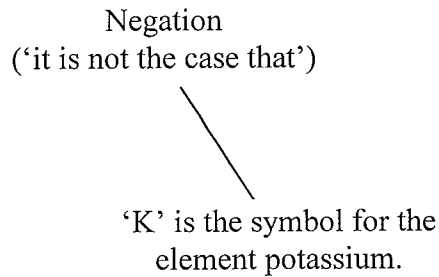 Negation
(‘it is not the case that’)
‘K’ is the symbol for the
element potassium.